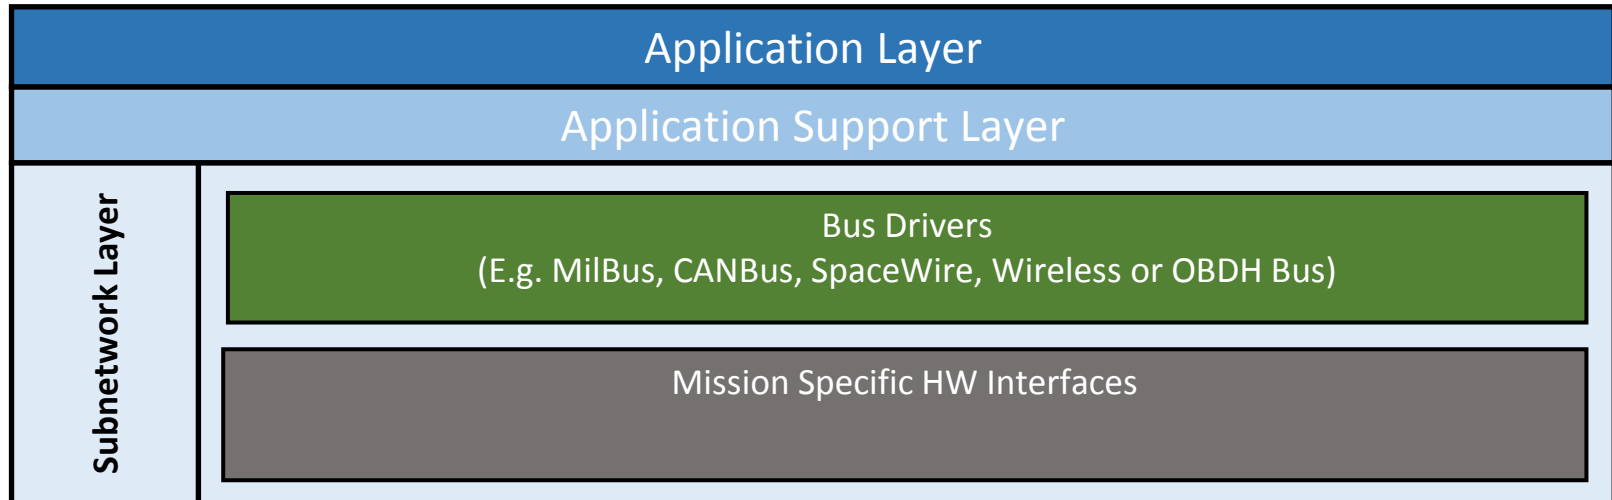 Application Layer
Application Support Layer
Subnetwork Layer
Bus Drivers
(E.g. MilBus, CANBus, SpaceWire, Wireless or OBDH Bus)
Mission Specific HW Interfaces